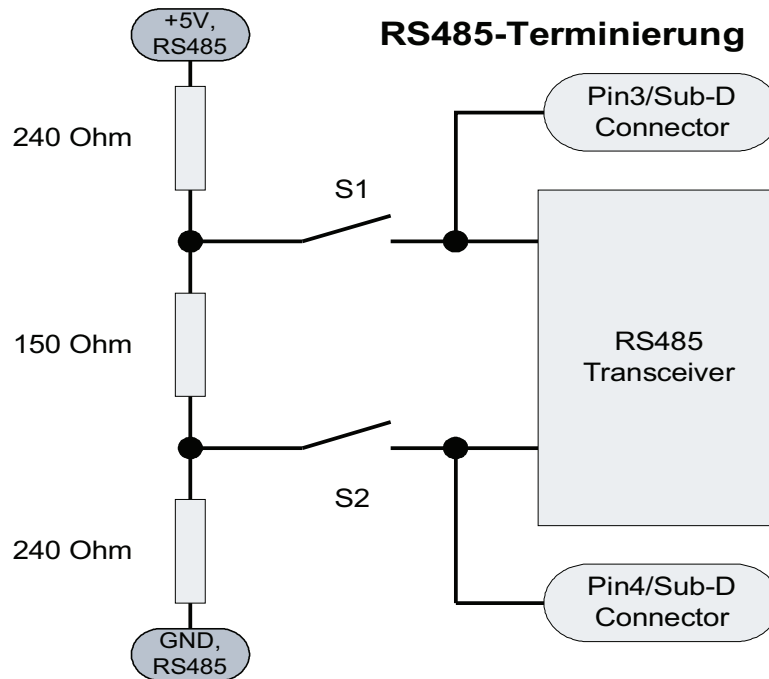 +5V,
RS485
RS485-Terminierung
Pin3/Sub-D
Connector
240 Ohm
S1
150 Ohm
RS485
Transceiver
S2
240 Ohm
Pin4/Sub-D
Connector
GND,
RS485